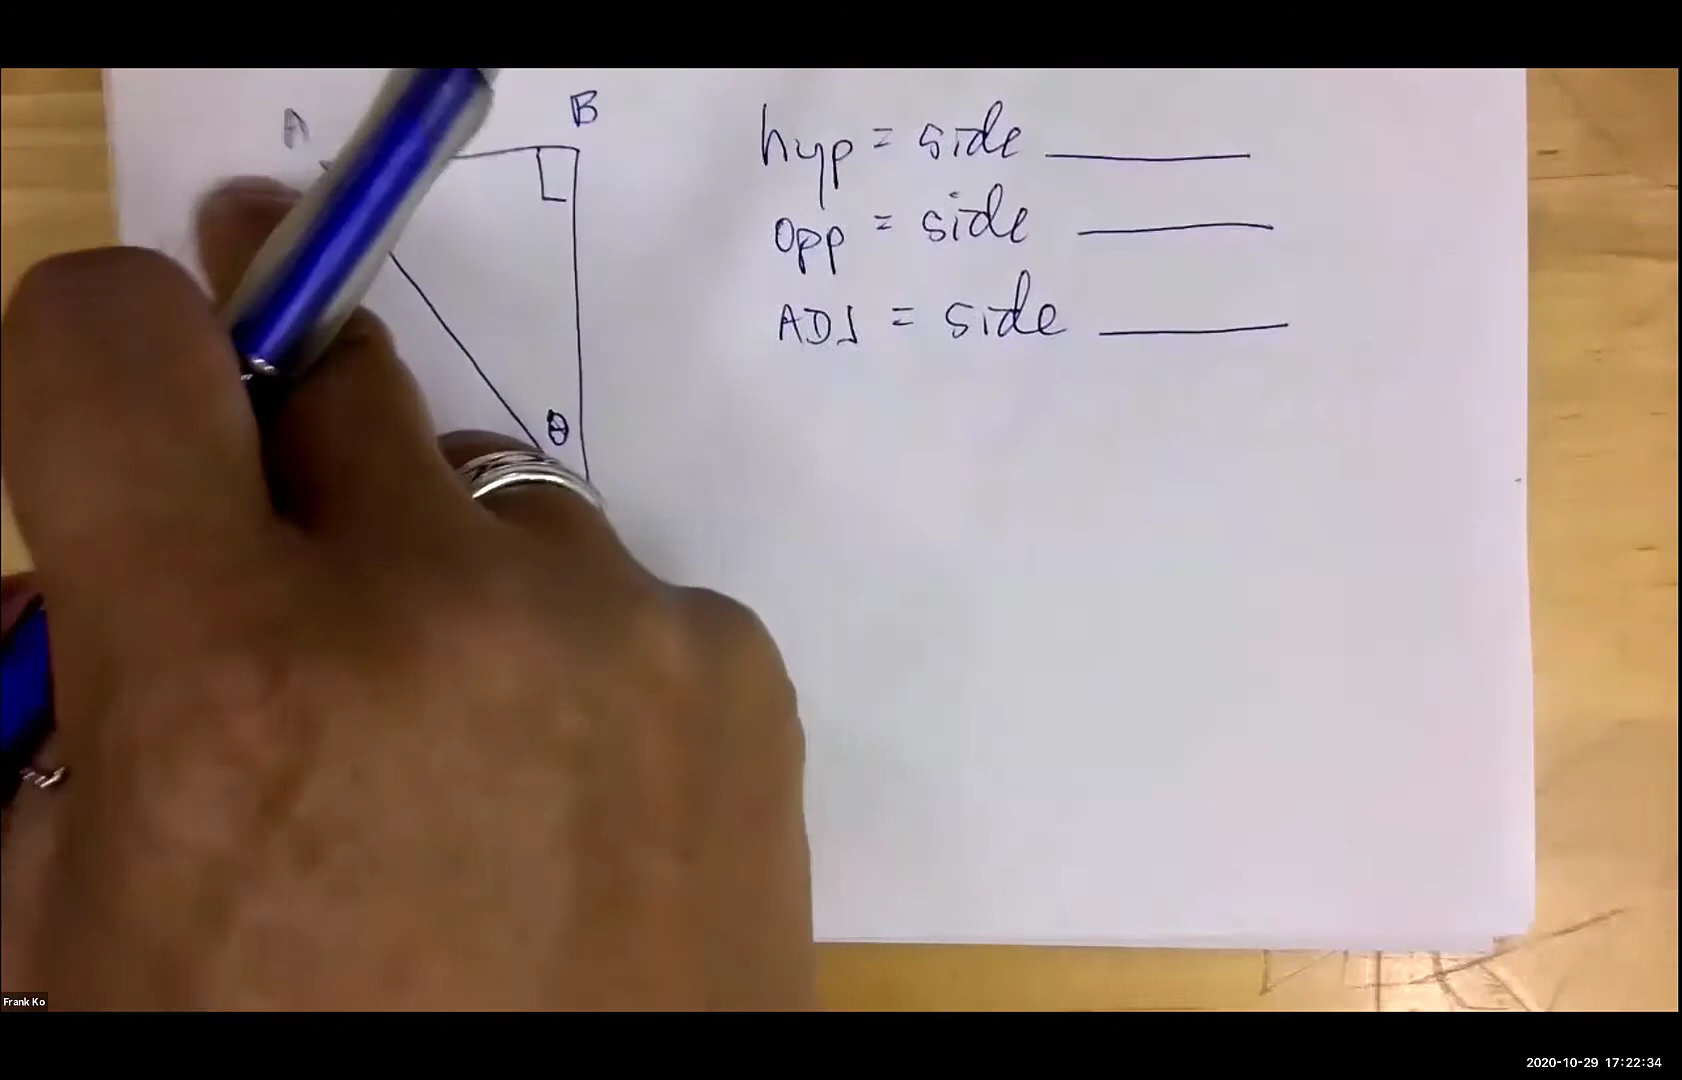 A
B
hyp = side
opp = side
ADJ = side
θ
Frank Ko
2020-10-29 17:22:34